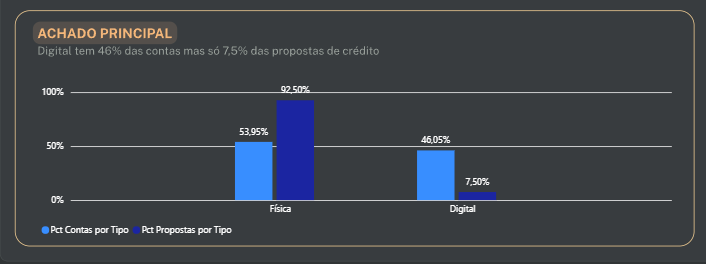 ACHADO PRINCIPAL
Digital tem 46% das contas mas só 7,5% das propostas de crédito
100%
92,50%
53,95%
46,05%
50%
7,50%
0%
Física
Digital
Pct Contas por Tipo
Pct Propostas por Tipo